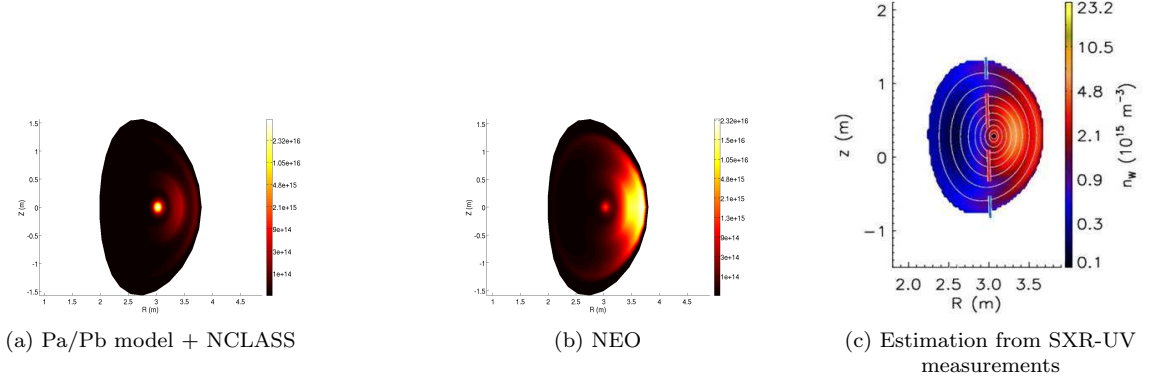 2.32e+16
1.05e+16
4.8e+15
2.1e+15
9e+14
3e+14
1e+14
1.5
1
0.5
0
-0.5
-1
-1.5
Z (m)
1 1.5 2 2.5 3 3.5 4 4.5
R (m)
(a) Pa/Pb model + NCLASS
2.32e+16
1.05e+16
4.8e+15
2.1e+15
9e+14
3e+14
1e+14
1.5
1
0.5
0
-0.5
-1
-1.5
Z (m)
1 1.5 2 2.5 3 3.5 4 4.5
R (m)
(b) NEO
2
1
0
-1
z (m)
2.0 2.5 3.0 3.5
R (m)
23.2
10.5
4.8
2.1
0.9
0.3
0.1
n_W (10^15 m^-3)
(c) Estimation from SXR-UV
measurements